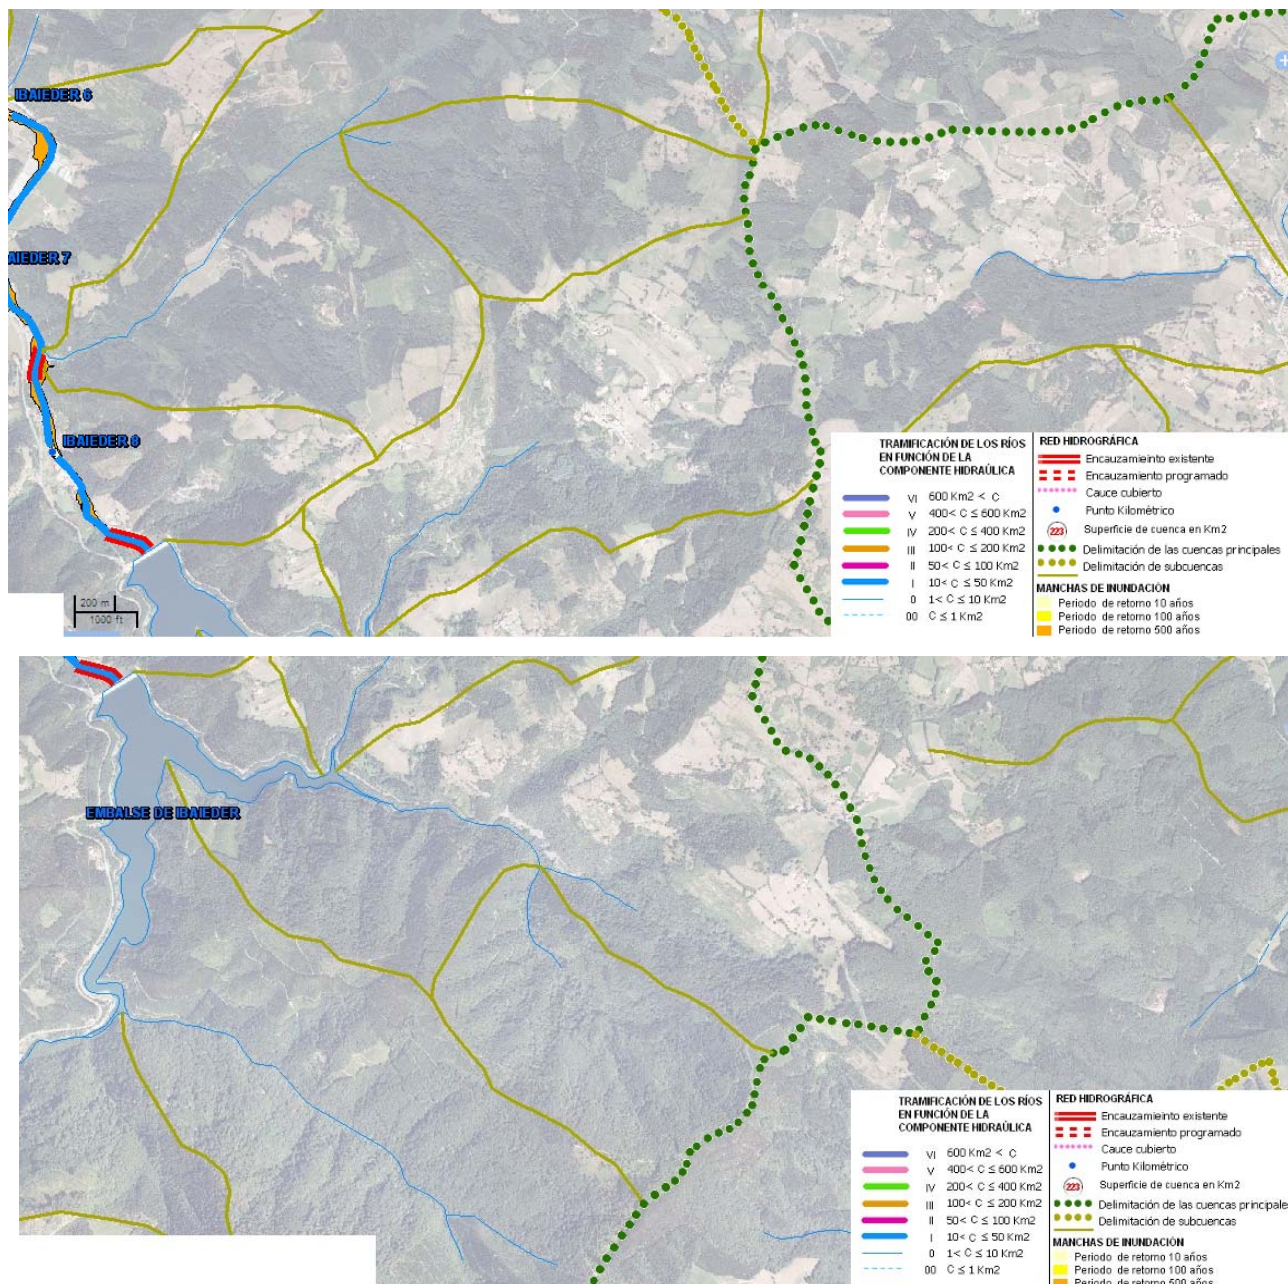 IBAIEDER 6
AIEDER 7
IBAIEDER 8
200 m
1000 ft
TRAMIFICACIÓN DE LOS RÍOS
EN FUNCIÓN DE LA
COMPONENTE HIDRAÚLICA
VI 600 Km2 < C
V 400< C ≤ 600 Km2
IV 200< C ≤ 400 Km2
III 100< C ≤ 200 Km2
II 50< C ≤ 100 Km2
I 10< C ≤ 50 Km2
0 1< C ≤ 10 Km2
00 C ≤ 1 Km2
RED HIDROGRÁFICA
Encauzamieinto existente
Encauzamiento programado
Cauce cubierto
Punto Kilométrico
223 Superficie de cuenca en Km2
Delimitación de las cuencas principales
Delimitación de subcuencas
MANCHAS DE INUNDACIÓN
Periodo de retorno 10 años
Periodo de retorno 100 años
Periodo de retorno 500 años
EMBALSE DE IBAIEDER
TRAMIFICACIÓN DE LOS RÍOS
EN FUNCIÓN DE LA
COMPONENTE HIDRAÚLICA
VI 600 Km2 < C
V 400< C ≤ 600 Km2
IV 200< C ≤ 400 Km2
III 100< C ≤ 200 Km2
II 50< C ≤ 100 Km2
I 10< C ≤ 50 Km2
0 1< C ≤ 10 Km2
00 C ≤ 1 Km2
RED HIDROGRÁFICA
Encauzamieinto existente
Encauzamiento programado
Cauce cubierto
Punto Kilométrico
223 Superficie de cuenca en Km2
Delimitación de las cuencas principales
Delimitación de subcuencas
MANCHAS DE INUNDACIÓN
Periodo de retorno 10 años
Periodo de retorno 100 años
Periodo de retorno 500 años